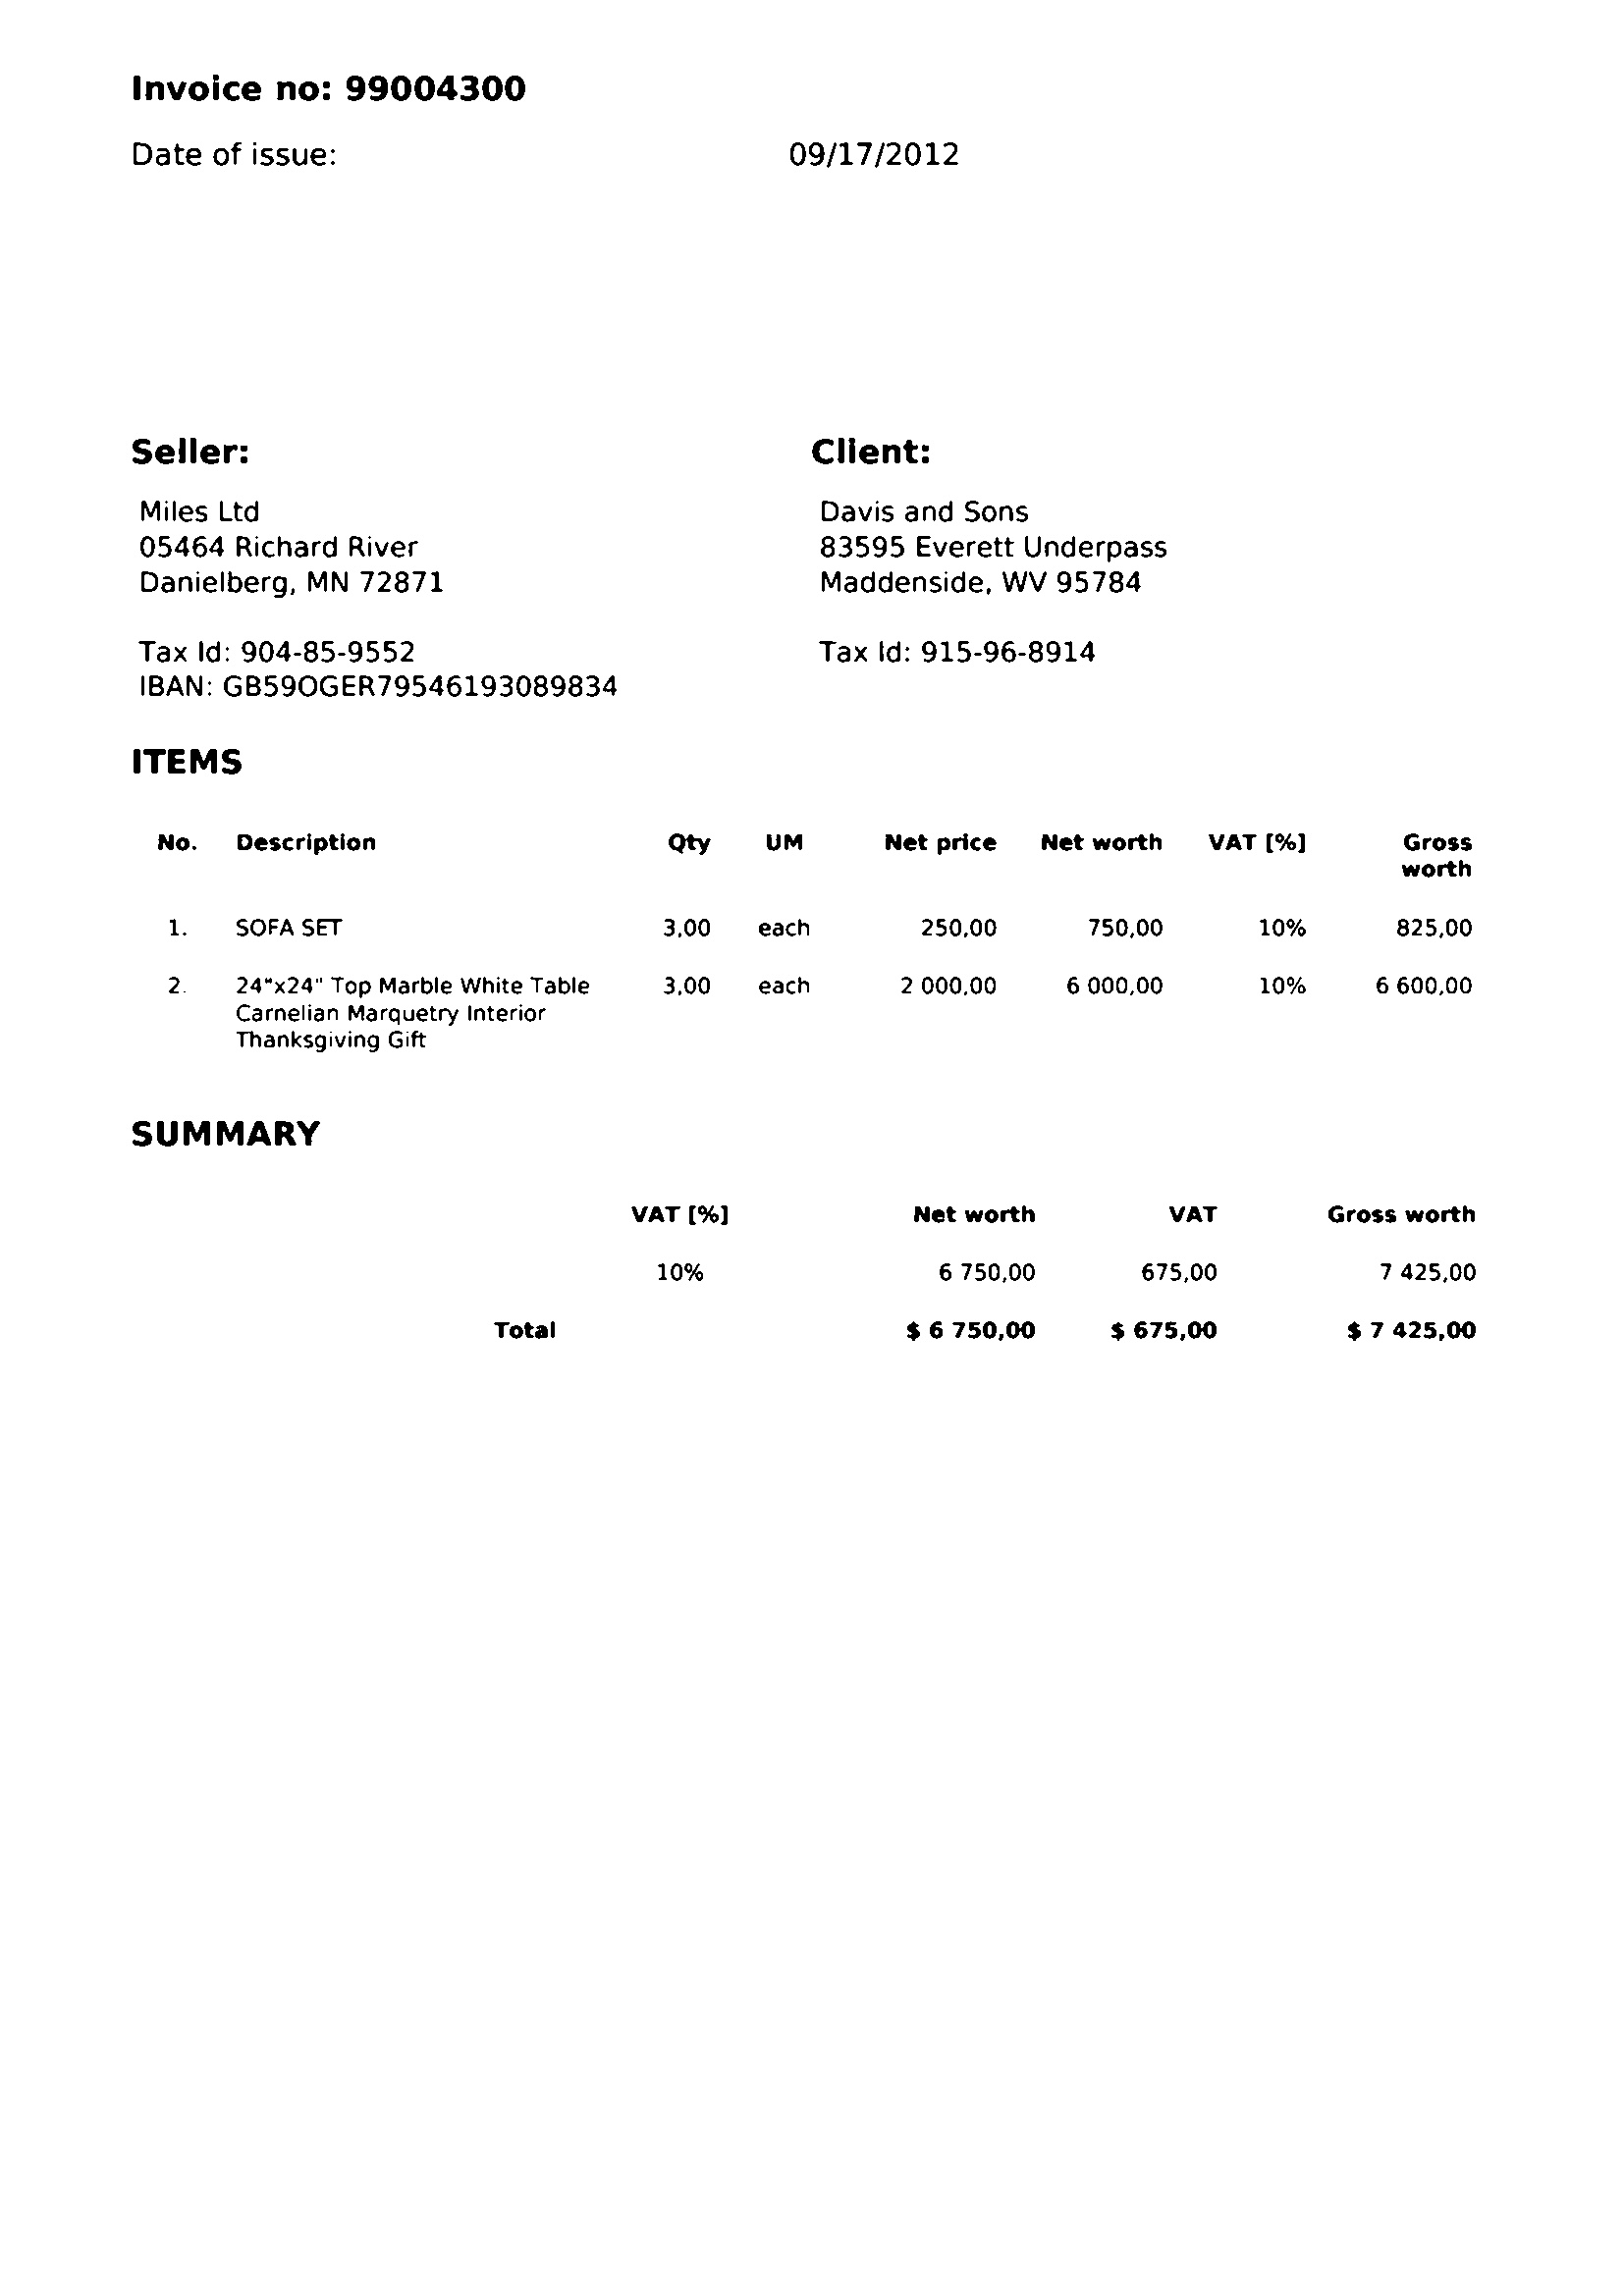 Invoice no: 99004300
Date of issue: 09/17/2012
Seller:
Miles Ltd
05464 Richard River
Danielberg, MN 72871
Tax Id: 904-85-9552
IBAN: GB59OGER79546193089834
Client:
Davis and Sons
83595 Everett Underpass
Maddenside, WV 95784
Tax Id: 915-96-8914
ITEMS
No. Description Qty UM Net price Net worth VAT [%] Gross
worth
1. SOFA SET 3,00 each 250,00 750,00 10% 825,00
2. 24"x24" Top Marble White Table 3,00 each 2 000,00 6 000,00 10% 6 600,00
Carnelian Marquetry Interior
Thanksgiving Gift
SUMMARY
VAT [%] Net worth VAT Gross worth
10% 6 750,00 675,00 7 425,00
Total $ 6 750,00 $ 675,00 $ 7 425,00